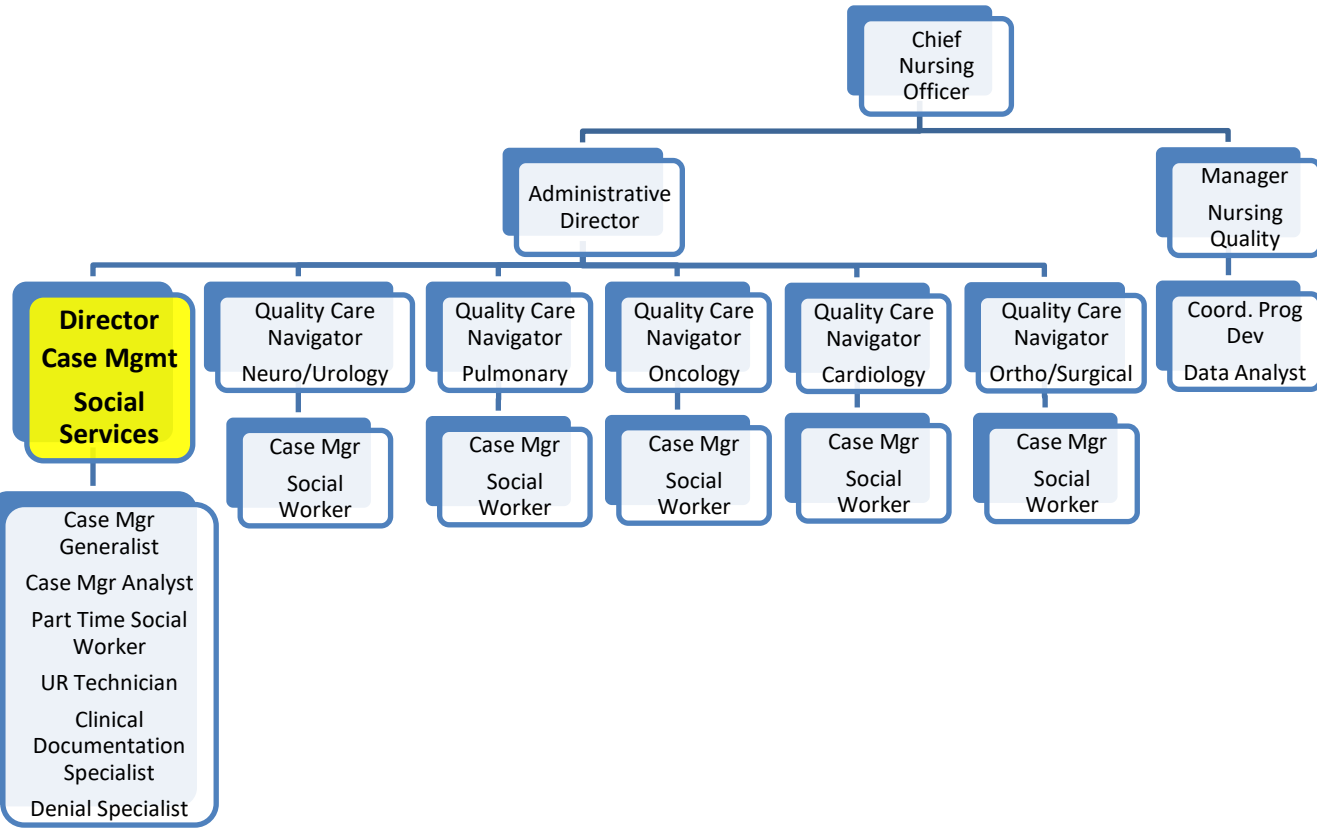 Chief
Nursing
Officer
Administrative
Director
Manager
Nursing
Quality
Director
Case Mgmt
Social
Services
Quality Care
Navigator
Neuro/Urology
Quality Care
Navigator
Pulmonary
Quality Care
Navigator
Oncology
Quality Care
Navigator
Cardiology
Quality Care
Navigator
Ortho/Surgical
Coord. Prog
Dev
Data Analyst
Case Mgr
Social
Worker
Case Mgr
Social
Worker
Case Mgr
Social
Worker
Case Mgr
Social
Worker
Case Mgr
Social
Worker
Case Mgr
Generalist
Case Mgr Analyst
Part Time Social
Worker
UR Technician
Clinical
Documentation
Specialist
Denial Specialist